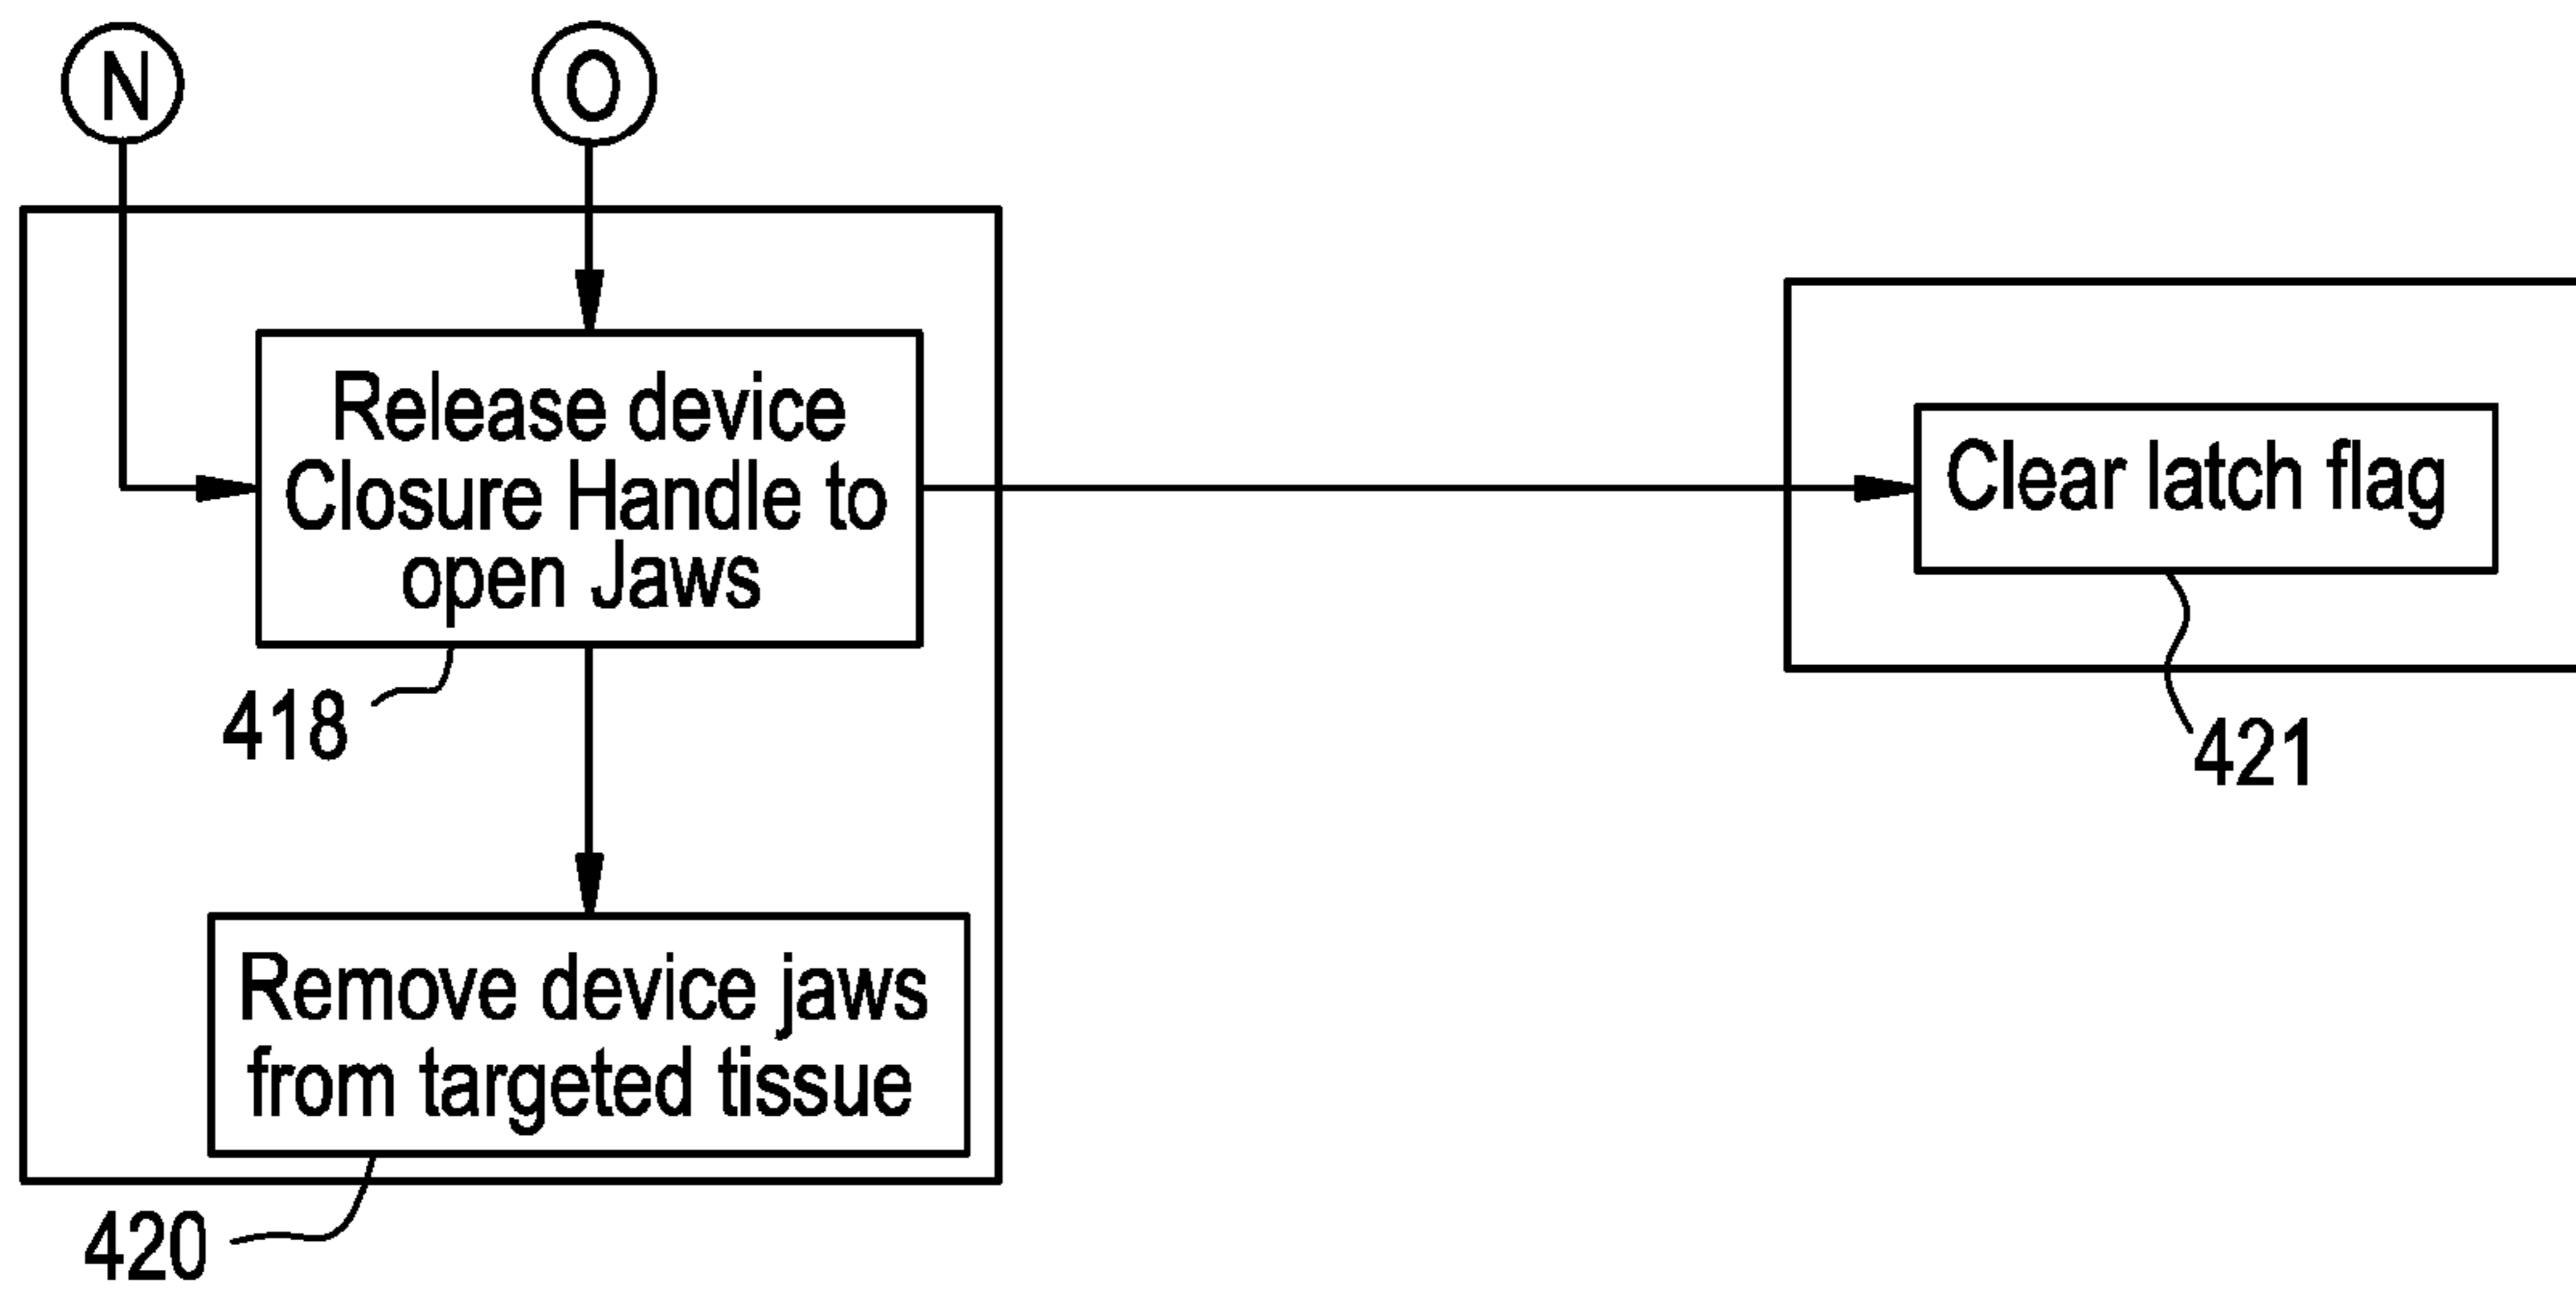 N
O
Release device
Closure Handle to
open Jaws
418
Clear latch flag
421
Remove device jaws
from targeted tissue
420